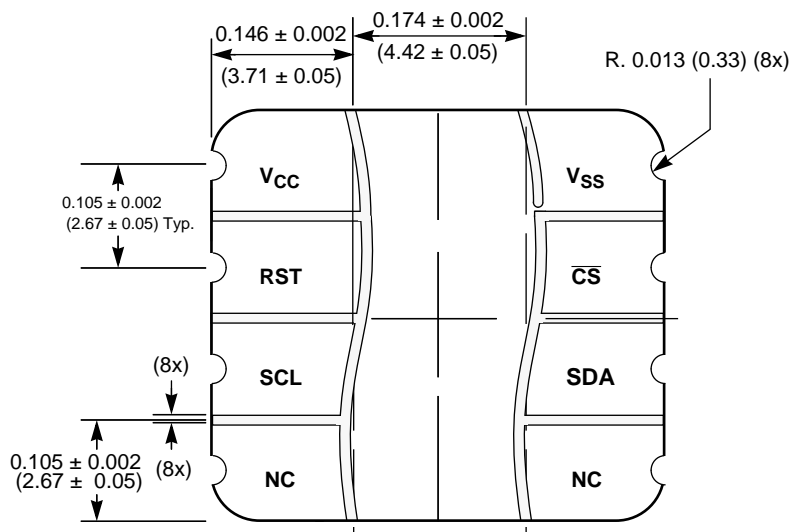 0.146 ± 0.002
(3.71 ± 0.05)
0.174 ± 0.002
(4.42 ± 0.05)
R. 0.013 (0.33) (8x)
VCC
VSS
0.105 ± 0.002
(2.67 ± 0.05) Typ.
RST
CS
(8x)
SCL
SDA
0.105 ± 0.002
(2.67 ± 0.05)
(8x)
NC
NC